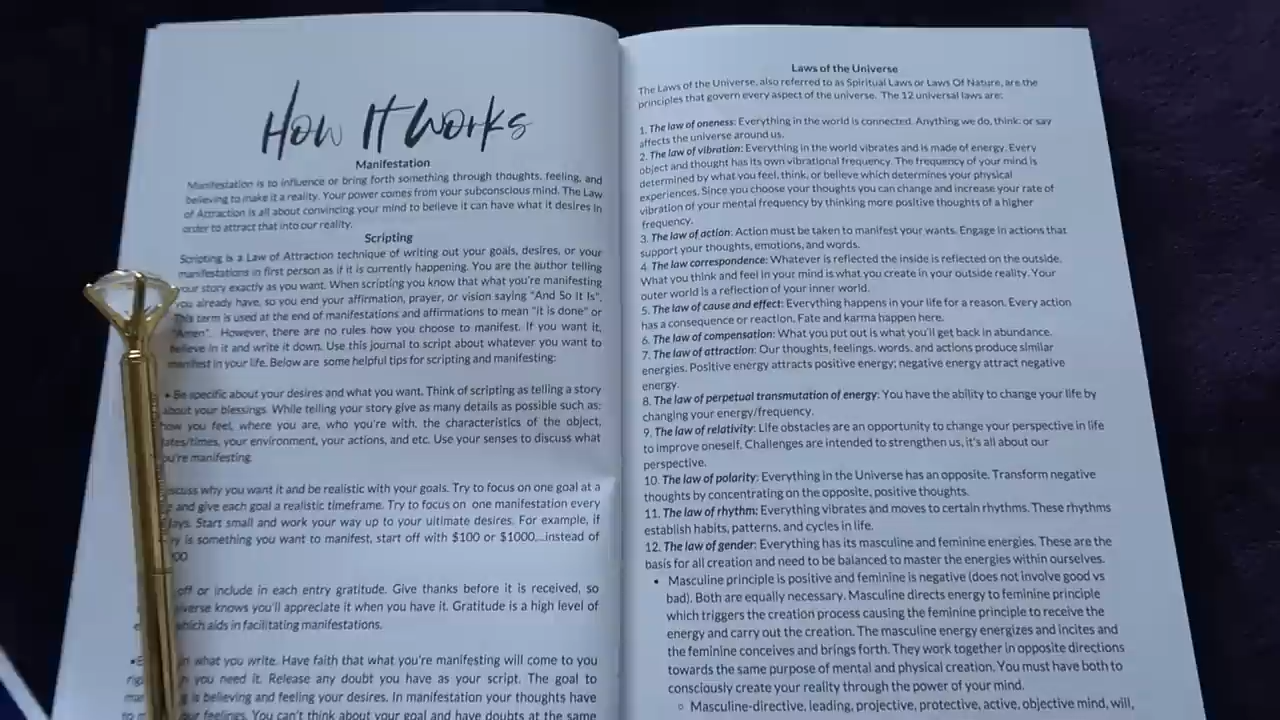 How It Works
Manifestation
Manifestation is to influence or bring forth something through thoughts, feeling, and
believing to make it a reality. Your power comes from your subconscious mind. The Law
of Attraction is all about convincing your mind to believe it can have what it desires in
order to attract that into our reality.
Scripting
Scripting is a Law of Attraction technique of writing out your goals, desires, or your
manifestations in first person as if it is currently happening. You are the author telling
your story exactly as you want. When scripting you know that what you're manifesting
you already have, so you end your affirmation, prayer, or vision saying "And So It Is".
This term is used at the end of manifestations and affirmations to mean "it is done" or
"Amen". However, there are no rules how you choose to manifest. If you want it,
believe in it and write it down. Use this journal to script about whatever you want to
manifest in your life. Below are some helpful tips for scripting and manifesting:
• Be specific about your desires and what you want. Think of scripting as telling a story
about your blessings. While telling your story give as many details as possible such as:
how you feel, where you are, who you're with, the characteristics of the object,
dates/times, your environment, your actions, and etc. Use your senses to discuss what
you're manifesting.
why you want it and be realistic with your goals. Try to focus on one goal at a
and give each goal a realistic timeframe. Try to focus on one manifestation every
days. Start small and work your way up to your ultimate desires. For example, if
is something you want to manifest, start off with $100 or $1000,...instead of
off or include in each entry gratitude. Give thanks before it is received, so
knows you'll appreciate it when you have it. Gratitude is a high level of
which aids in facilitating manifestations.
what you write. Have faith that what you're manifesting will come to you
you need it. Release any doubt you have as your script. The goal to
is believing and feeling your desires. In manifestation your thoughts have
feelings. You can't think about your goal and have doubts at the same
Laws of the Universe
The Laws of the Universe, also referred to as Spiritual Laws or Laws Of Nature, are the
principles that govern every aspect of the universe. The 12 universal laws are:
1. The law of oneness: Everything in the world is connected. Anything we do, think, or say
affects the universe around us.
2. The law of vibration: Everything in the world vibrates and is made of energy. Every
object and thought has its own vibrational frequency. The frequency of your mind is
determined by what you feel, think, or believe which determines your physical
experiences. Since you choose your thoughts you can change and increase your rate of
vibration of your mental frequency by thinking more positive thoughts of a higher
frequency.
3. The law of action: Action must be taken to manifest your wants. Engage in actions that
support your thoughts, emotions, and words.
4. The law correspondence: Whatever is reflected the inside is reflected on the outside.
What you think and feel in your mind is what you create in your outside reality. Your
outer world is a reflection of your inner world.
5. The law of cause and effect: Everything happens in your life for a reason. Every action
has a consequence or reaction. Fate and karma happen here.
6. The law of compensation: What you put out is what you'll get back in abundance.
7. The law of attraction: Our thoughts, feelings, words, and actions produce similar
energies. Positive energy attracts positive energy; negative energy attract negative
energy.
8. The law of perpetual transmutation of energy: You have the ability to change your life by
changing your energy/frequency.
9. The law of relativity: Life obstacles are an opportunity to change your perspective in life
to improve oneself. Challenges are intended to strengthen us, it's all about our
perspective.
10. The law of polarity: Everything in the Universe has an opposite. Transform negative
thoughts by concentrating on the opposite, positive thoughts.
11. The law of rhythm: Everything vibrates and moves to certain rhythms. These rhythms
establish habits, patterns, and cycles in life.
12. The law of gender: Everything has its masculine and feminine energies. These are the
basis for all creation and need to be balanced to master the energies within ourselves.
• Masculine principle is positive and feminine is negative (does not involve good vs
bad). Both are equally necessary. Masculine directs energy to feminine principle
which triggers the creation process causing the feminine principle to receive the
energy and carry out the creation. The masculine energy energizes and incites and
the feminine conceives and brings forth. They work together in opposite directions
towards the same purpose of mental and physical creation. You must have both to
consciously create your reality through the power of your mind.
◦ Masculine-directive, leading, projective, protective, active, objective mind, will,